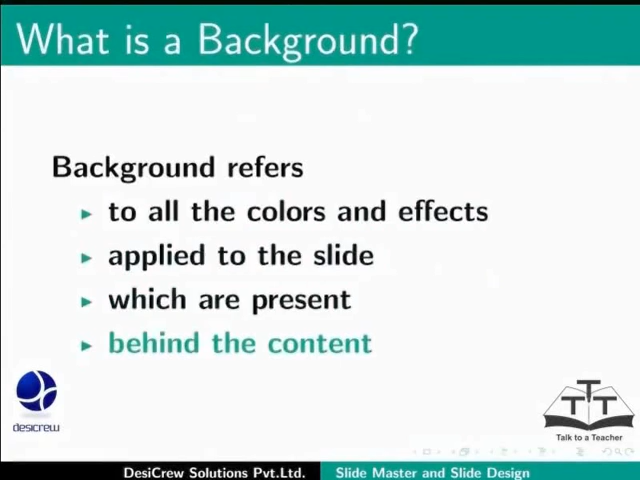 What is a Background?
Background refers
▸ to all the colors and effects
▸ applied to the slide
▸ which are present
▸ behind the content
desicrew
TTT
Talk to a Teacher
DesiCrew Solutions Pvt.Ltd. Slide Master and Slide Design